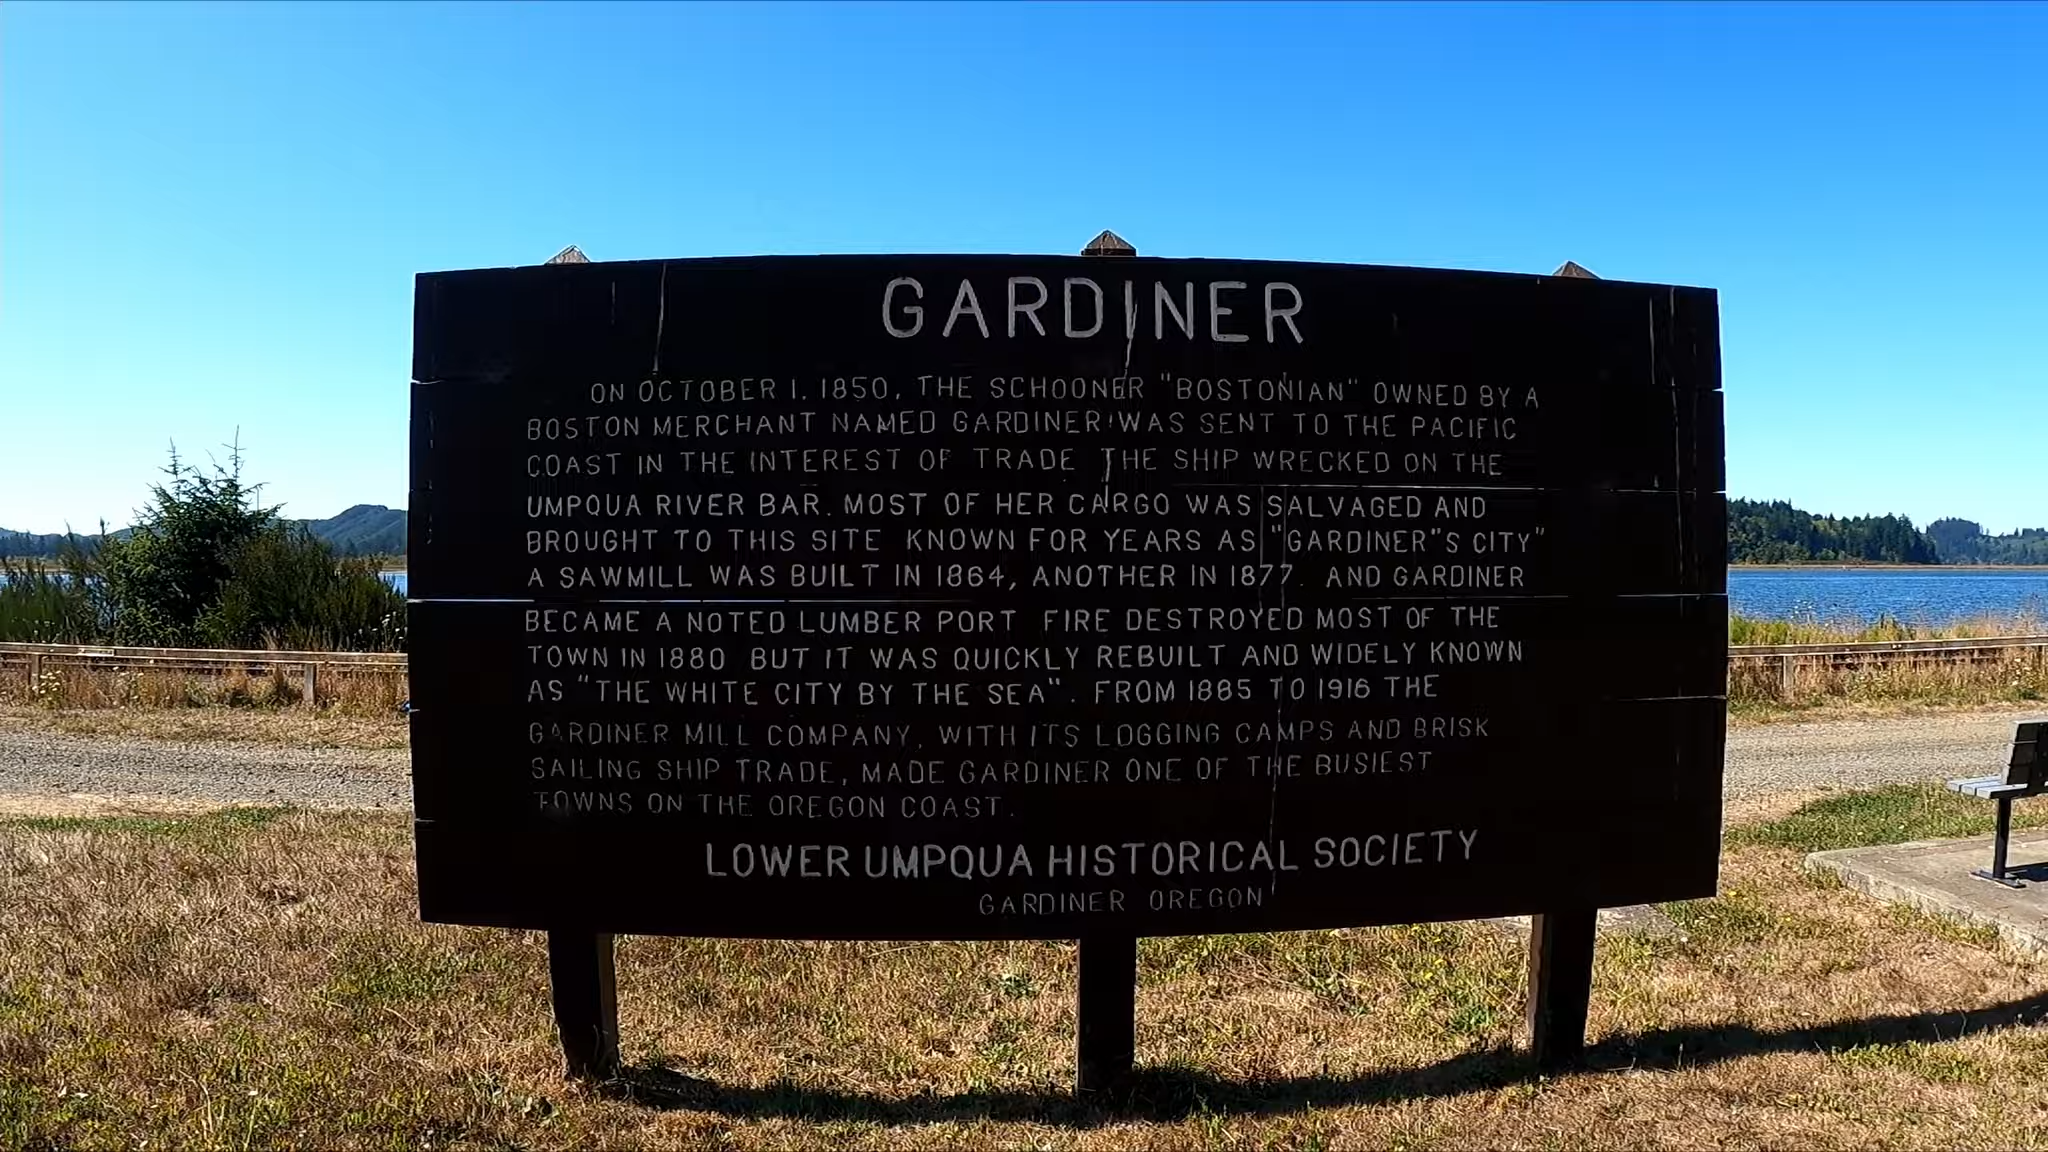 GARDINER
ON OCTOBER 1, 1850, THE SCHOONER "BOSTONIAN" OWNED BY A
BOSTON MERCHANT NAMED GARDINER WAS SENT TO THE PACIFIC
COAST IN THE INTEREST OF TRADE THE SHIP WRECKED ON THE
UMPQUA RIVER BAR. MOST OF HER CARGO WAS SALVAGED AND
BROUGHT TO THIS SITE KNOWN FOR YEARS AS "GARDINER"S CITY"
A SAWMILL WAS BUILT IN 1864, ANOTHER IN 1877. AND GARDINER
BECAME A NOTED LUMBER PORT FIRE DESTROYED MOST OF THE
TOWN IN 1880 BUT IT WAS QUICKLY REBUILT AND WIDELY KNOWN
AS "THE WHITE CITY BY THE SEA". FROM 1885 TO 1916 THE
GARDINER MILL COMPANY, WITH ITS LOGGING CAMPS AND BRISK
SAILING SHIP TRADE, MADE GARDINER ONE OF THE BUSIEST
TOWNS ON THE OREGON COAST.
LOWER UMPQUA HISTORICAL SOCIETY
GARDINER OREGON